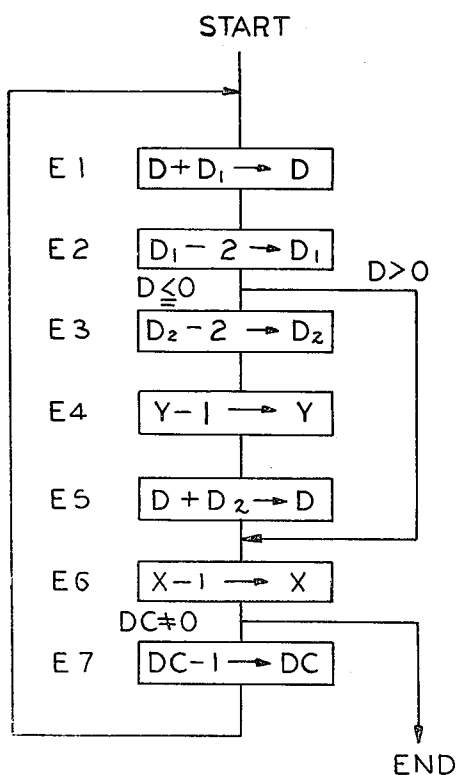 START
E1 D+D₁ → D
E2 D₁ - 2 → D₁
D≤0 D>0
E3 D₂ - 2 → D₂
E4 Y-1 → Y
E5 D + D₂ → D
E6 X-1 → X
DC≠0
E7 DC-1 → DC
END